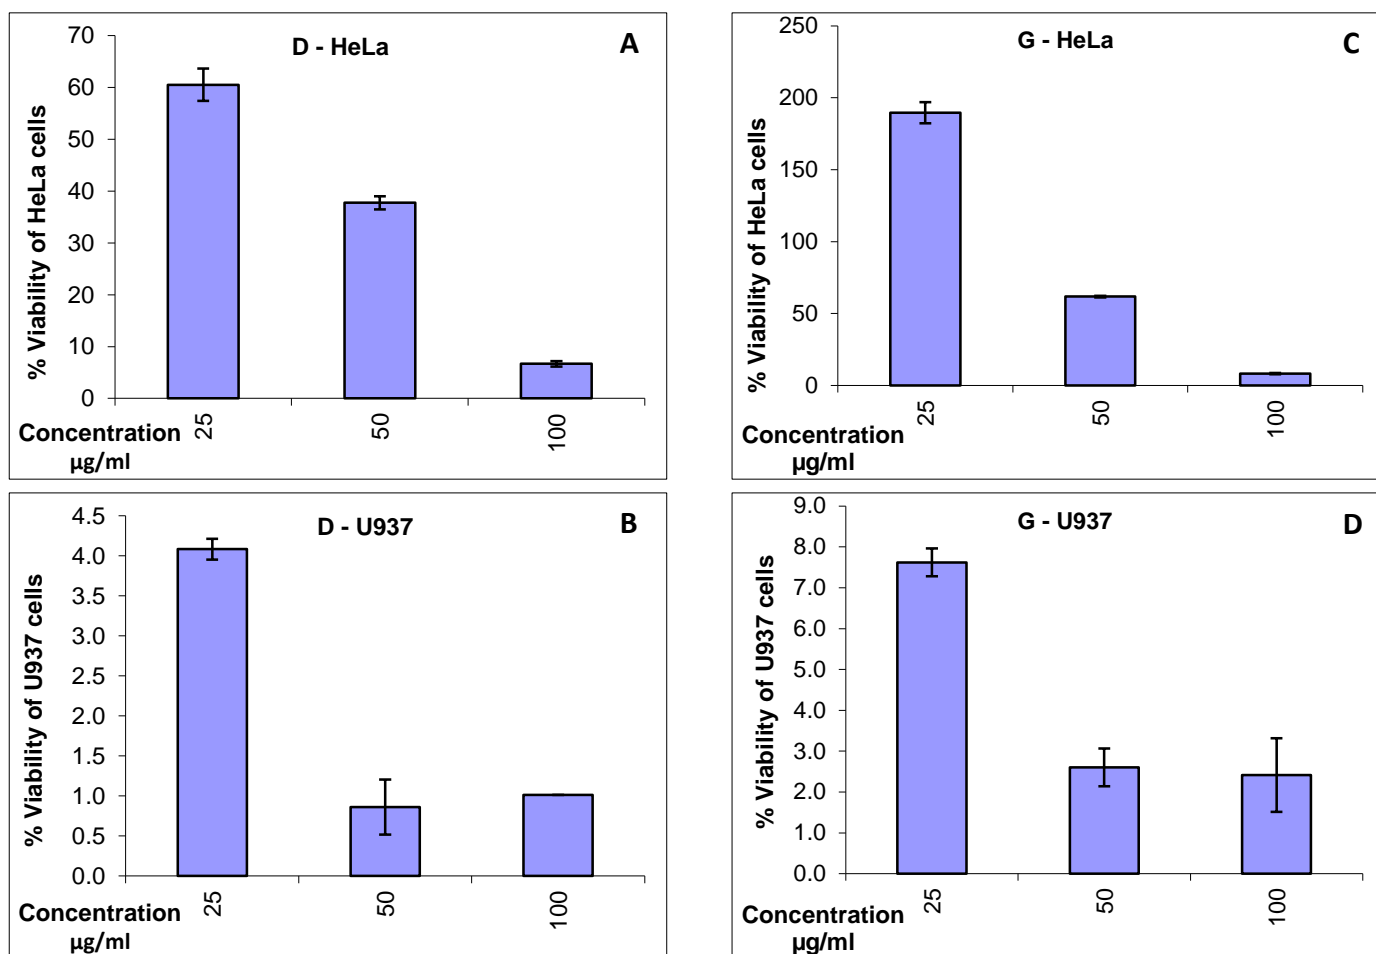 D - HeLa
A
% Viability of HeLa cells
70
60
50
40
30
20
10
0
25
50
100
Concentration
µg/ml
G - HeLa
C
% Viability of HeLa cells
250
200
150
100
50
0
25
50
100
Concentration
µg/ml
D - U937
B
% Viability of U937 cells
4.5
4.0
3.5
3.0
2.5
2.0
1.5
1.0
0.5
0.0
25
50
100
Concentration
µg/ml
G - U937
D
% Viability of U937 cells
9.0
8.0
7.0
6.0
5.0
4.0
3.0
2.0
1.0
0.0
25
50
100
Concentration
µg/ml